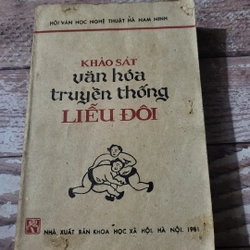 HỘI VĂN HỌC NGHỆ THUẬT HÀ NAM NINH
KHẢO SÁT
văn hóa
truyền thống
LIỄU ĐÔI
NHÀ XUẤT BẢN KHOA HỌC XÃ HỘI. HÀ NỘI. 1981